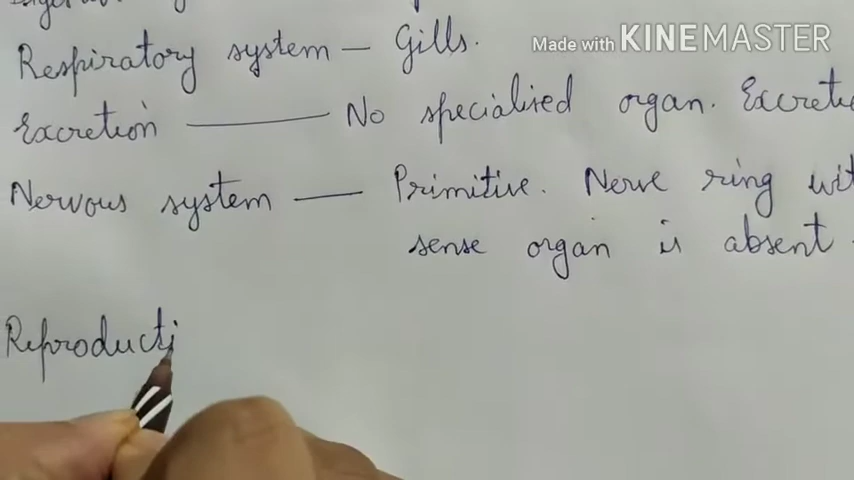 Respiratory system — Gills.
Made with KINEMASTER
Excretion — No specialised organ. Excretio
Nervous system — Primitive. Nerve ring wit
sense organ is absent.
Reproducti